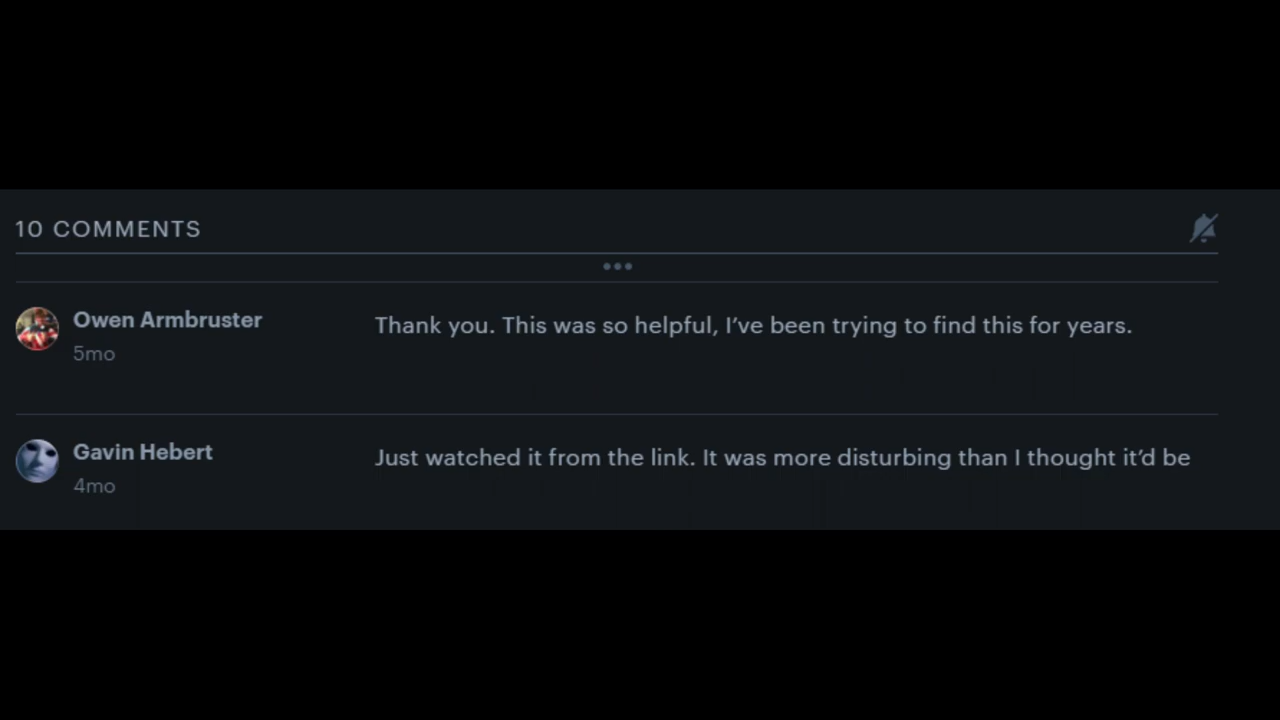 10 COMMENTS
•••
Owen Armbruster
5mo
Thank you. This was so helpful, I’ve been trying to find this for years.
Gavin Hebert
4mo
Just watched it from the link. It was more disturbing than I thought it’d be